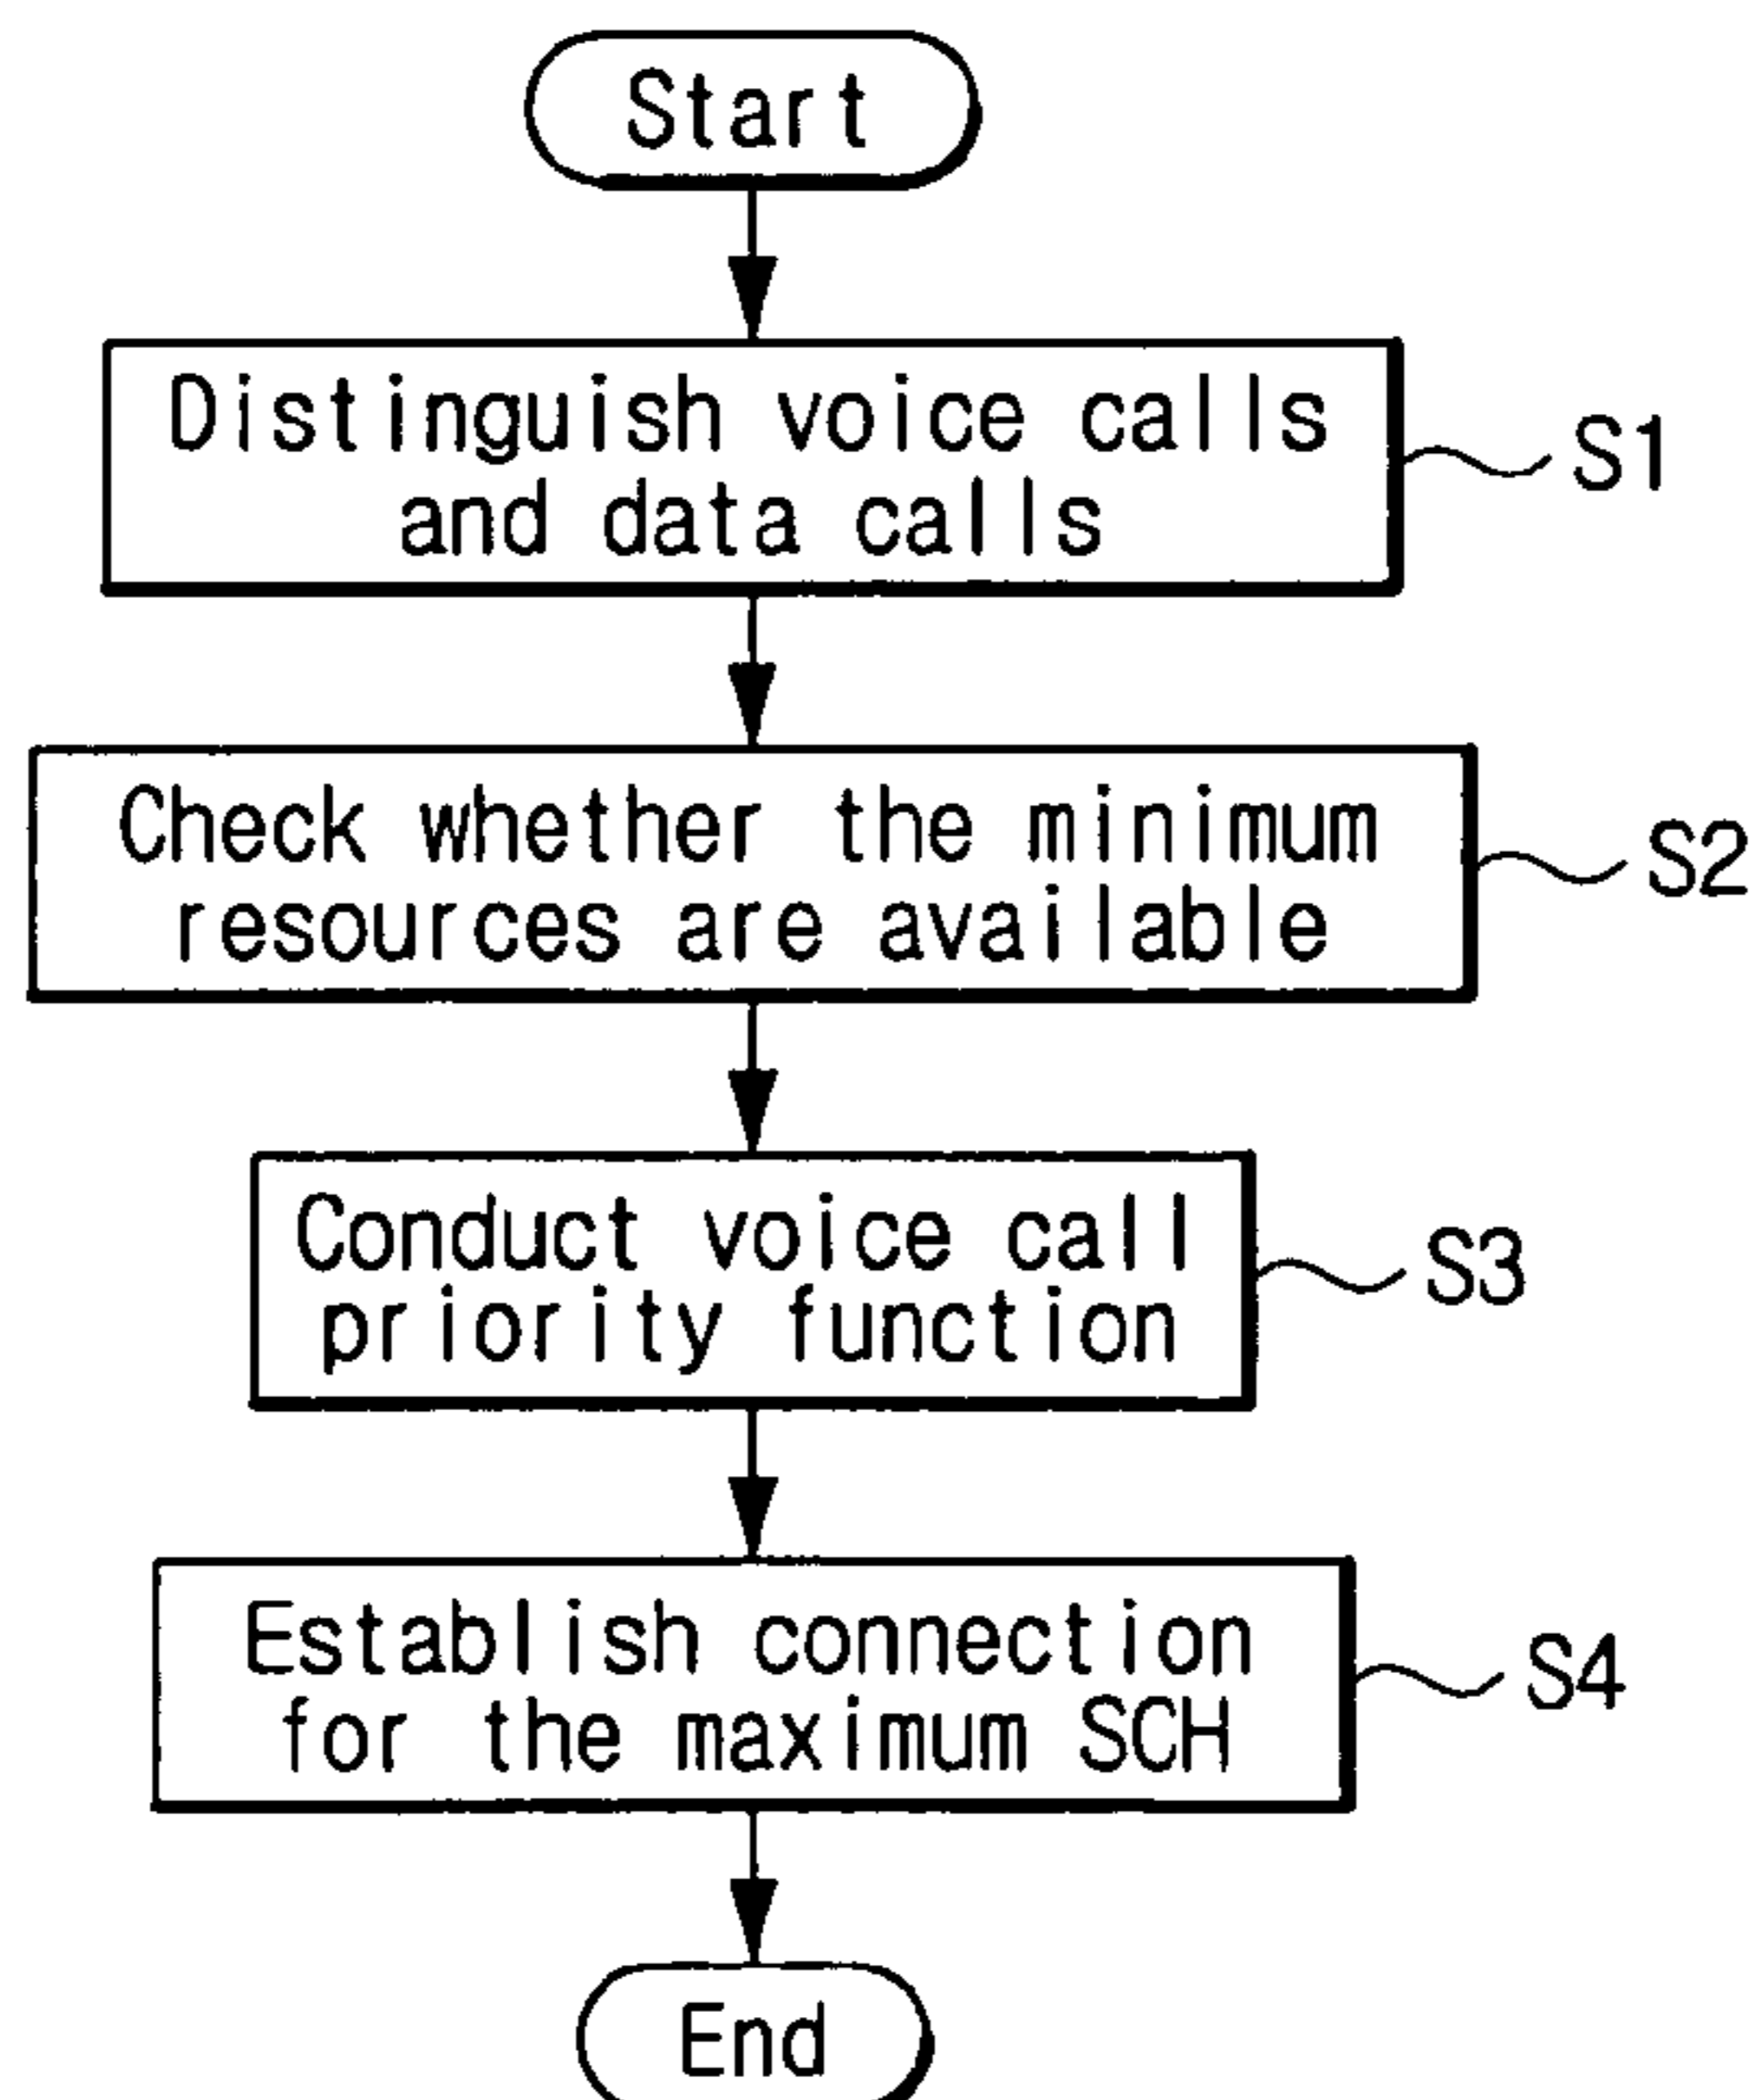 Start
Distinguish voice calls
and data calls
S1
Check whether the minimum
resources are available
S2
Conduct voice call
priority function
S3
Establish connection
for the maximum SCH
S4
End